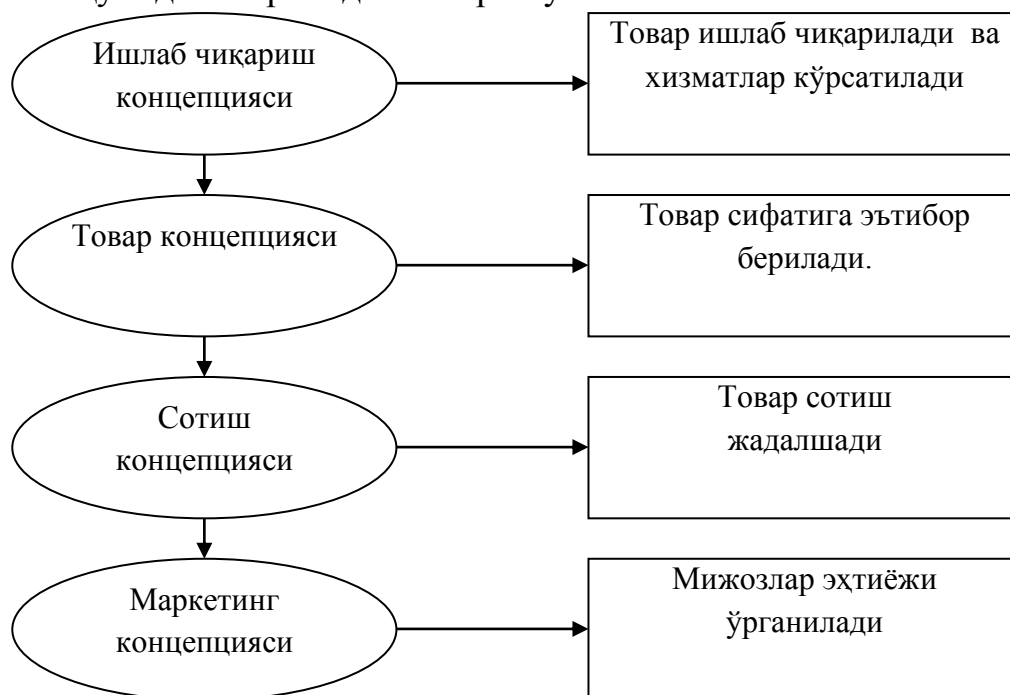 Ишлаб чиқариш
концепцияси
Товар ишлаб чиқарилади ва
хизматлар кўрсатилади
Товар концепцияси
Товар сифатига эътибор
берилади.
Сотиш
концепцияси
Товар сотиш
жадалшади
Маркетинг
концепцияси
Мижозлар эҳтиёжи
ўрганилади